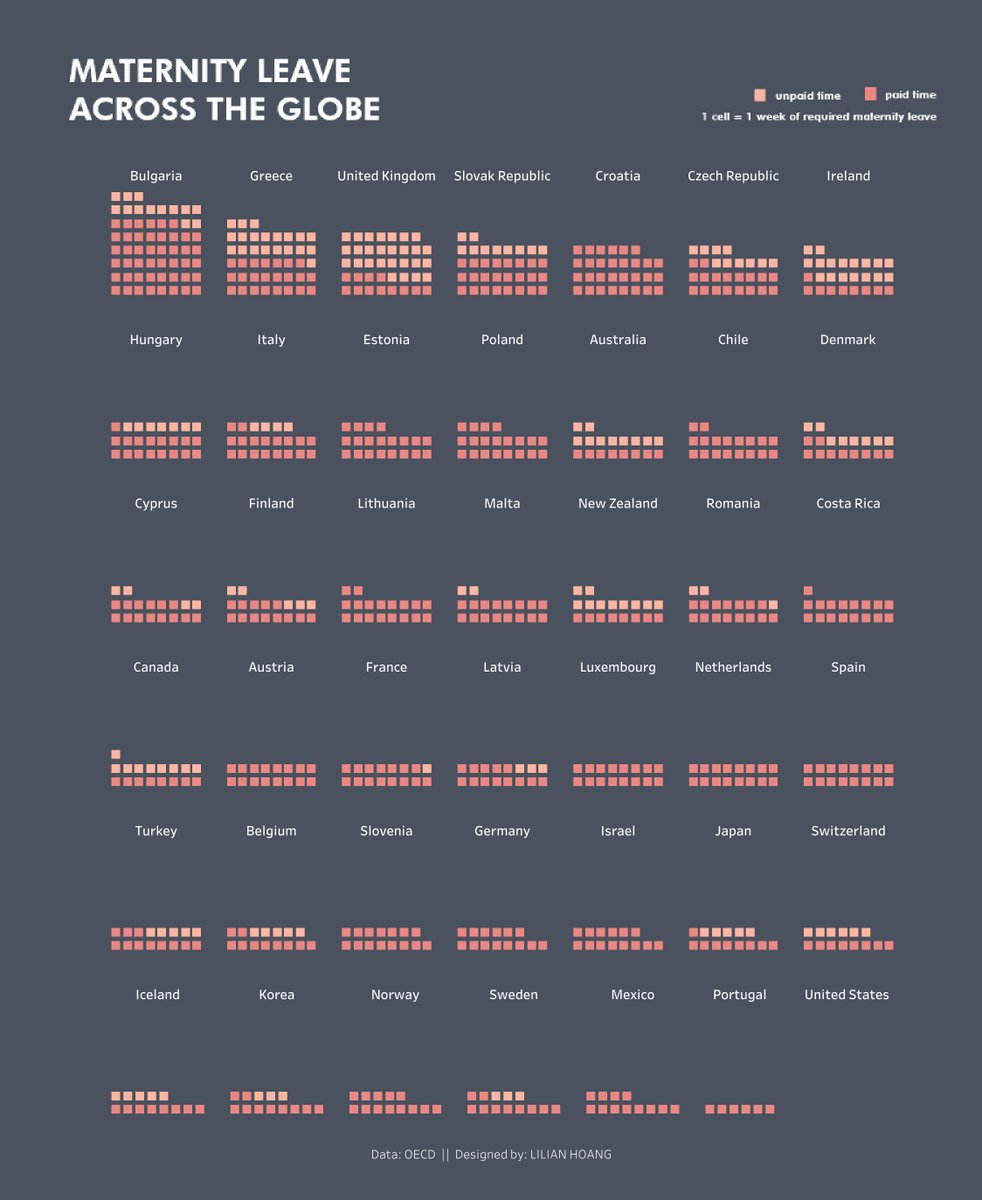 MATERNITY LEAVE
ACROSS THE GLOBE
unpaid time paid time
1 cell = 1 week of required maternity leave
Bulgaria Greece United Kingdom Slovak Republic Croatia Czech Republic Ireland
Hungary Italy Estonia Poland Australia Chile Denmark
Cyprus Finland Lithuania Malta New Zealand Romania Costa Rica
Canada Austria France Latvia Luxembourg Netherlands Spain
Turkey Belgium Slovenia Germany Israel Japan Switzerland
Iceland Korea Norway Sweden Mexico Portugal United States
Data: OECD || Designed by: LILIAN HOANG